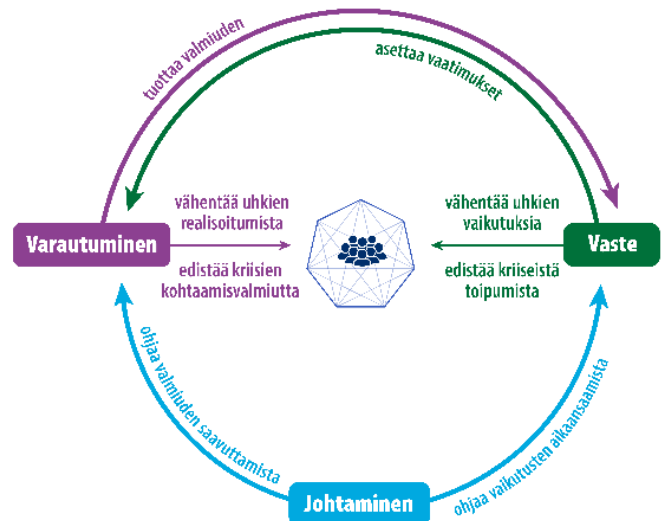 tuottaa valmiuden
asettaa vaatimukset
vähentää uhkien
realisoitumista
vähentää uhkien
vaikutuksia
Varautuminen
Vaste
edistää kriisien
kohtaamisvalmiutta
edistää kriiseistä
toipumista
ohjaa valmiuden saavuttamista
ohjaa vaikutusten aikaansaamista
Johtaminen